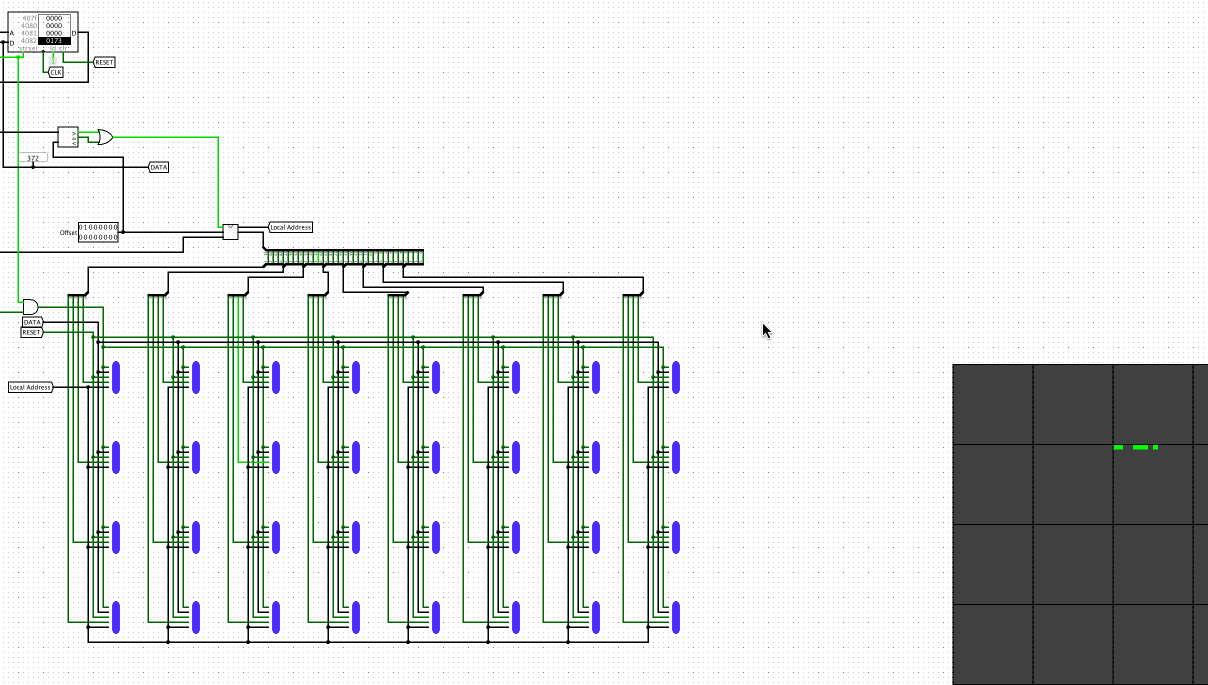 407f 0000
4080 0000
4081 0000
4082 0173
A
D
D
str sel ld clr
RESET
CLK
>
=
<
372
DATA
Offset
01000000
00000000
Local Address
DATA
RESET
Local Address